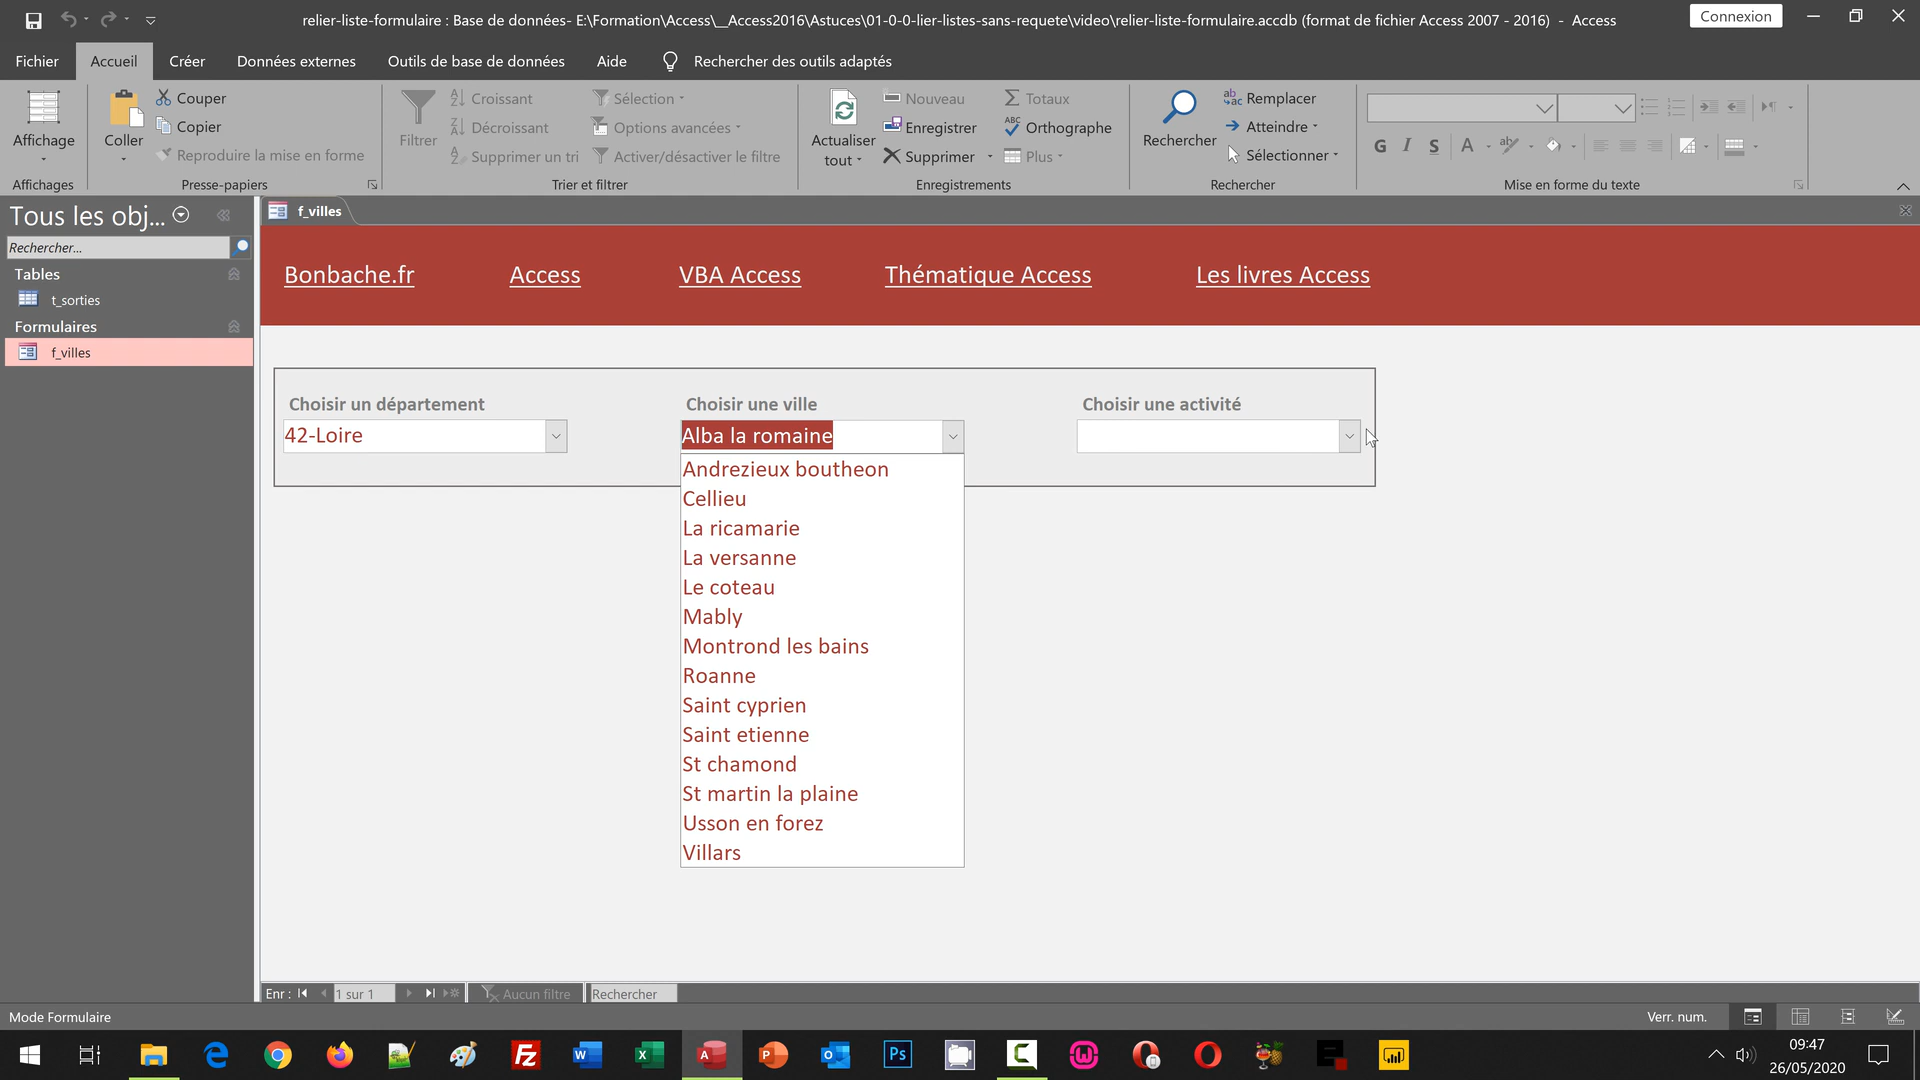 relier-liste-formulaire : Base de données- E:\Formation\Access\__Access2016\Astuces\01-0-0-lier-listes-sans-requete\video\relier-liste-formulaire.accdb (format de fichier Access 2007 - 2016) - Access
Connexion
Fichier
Accueil
Créer
Données externes
Outils de base de données
Aide
Rechercher des outils adaptés
Affichage
Affichages
Coller
Couper
Copier
Reproduire la mise en forme
Presse-papiers
Filtrer
Croissant
Décroissant
Supprimer un tri
Sélection
Options avancées
Activer/désactiver le filtre
Trier et filtrer
Actualiser
tout
Nouveau
Enregistrer
Supprimer
Totaux
Orthographe
Plus
Enregistrements
Rechercher
Remplacer
Atteindre
Sélectionner
Rechercher
G I S
Mise en forme du texte
Tous les obj...
Rechercher...
Tables
t_sorties
Formulaires
f_villes
f_villes
Bonbache.fr
Access
VBA Access
Thématique Access
Les livres Access
Choisir un département
42-Loire
Choisir une ville
Alba la romaine
Andrezieux boutheon
Cellieu
La ricamarie
La versanne
Le coteau
Mably
Montrond les bains
Roanne
Saint cyprien
Saint etienne
St chamond
St martin la plaine
Usson en forez
Villars
Choisir une activité
Enr :
1 sur 1
Aucun filtre
Rechercher
Mode Formulaire
Verr. num.
09:47
26/05/2020